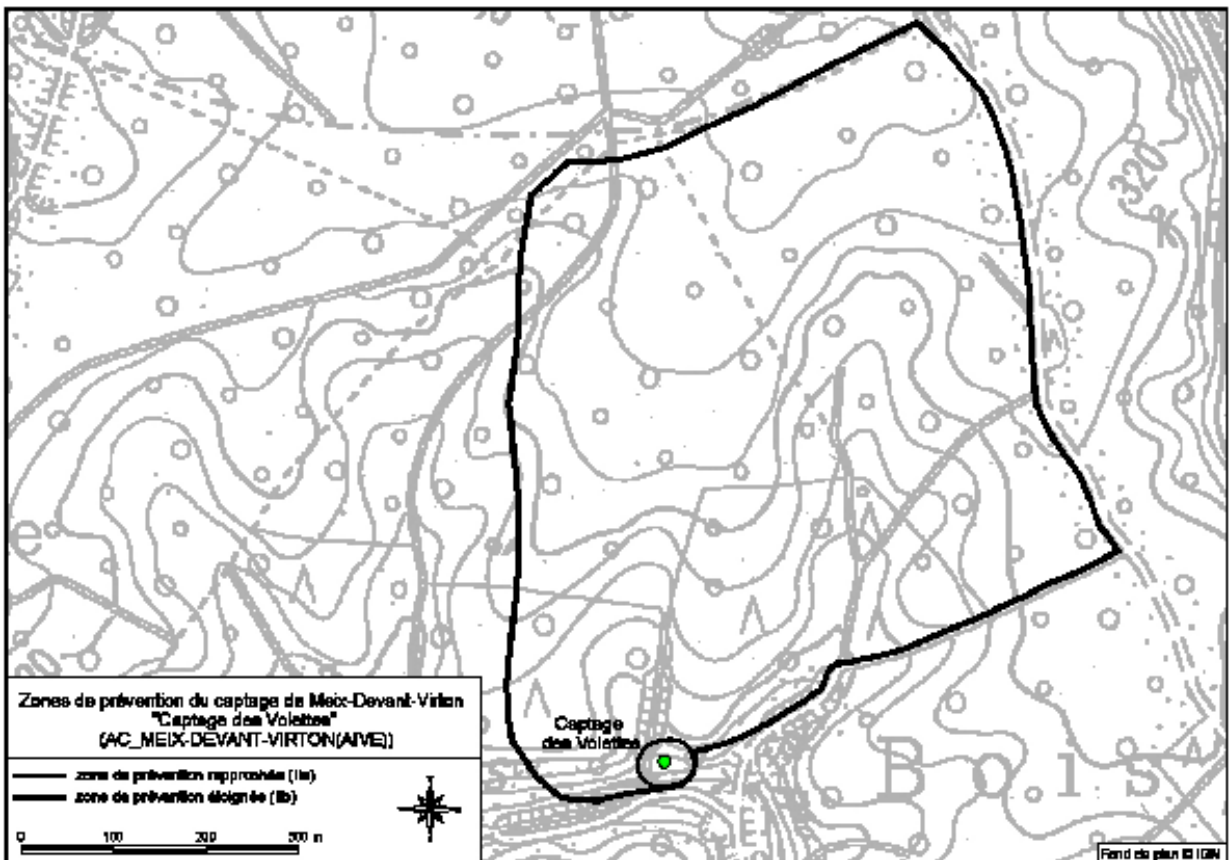 320
K
e
Captage
des Volettes
Zones de prévention du captage de Meix-Devant-Virton
"Captage des Volettes"
(AC_MEIX-DEVANT-VIRTON(AIVE))
zone de prévention rapprochée (IIa)
zone de prévention éloignée (IIb)
0 100 200 300 m
Bois
Fond de plan © IGN